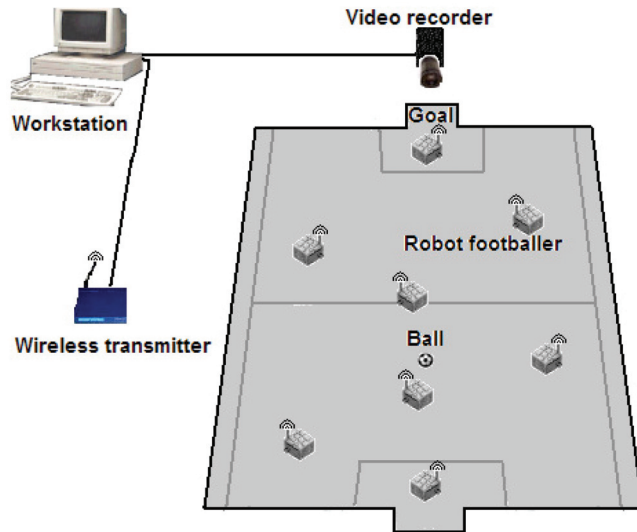 Video recorder
Workstation
Goal
Robot footballer
Wireless transmitter
Ball